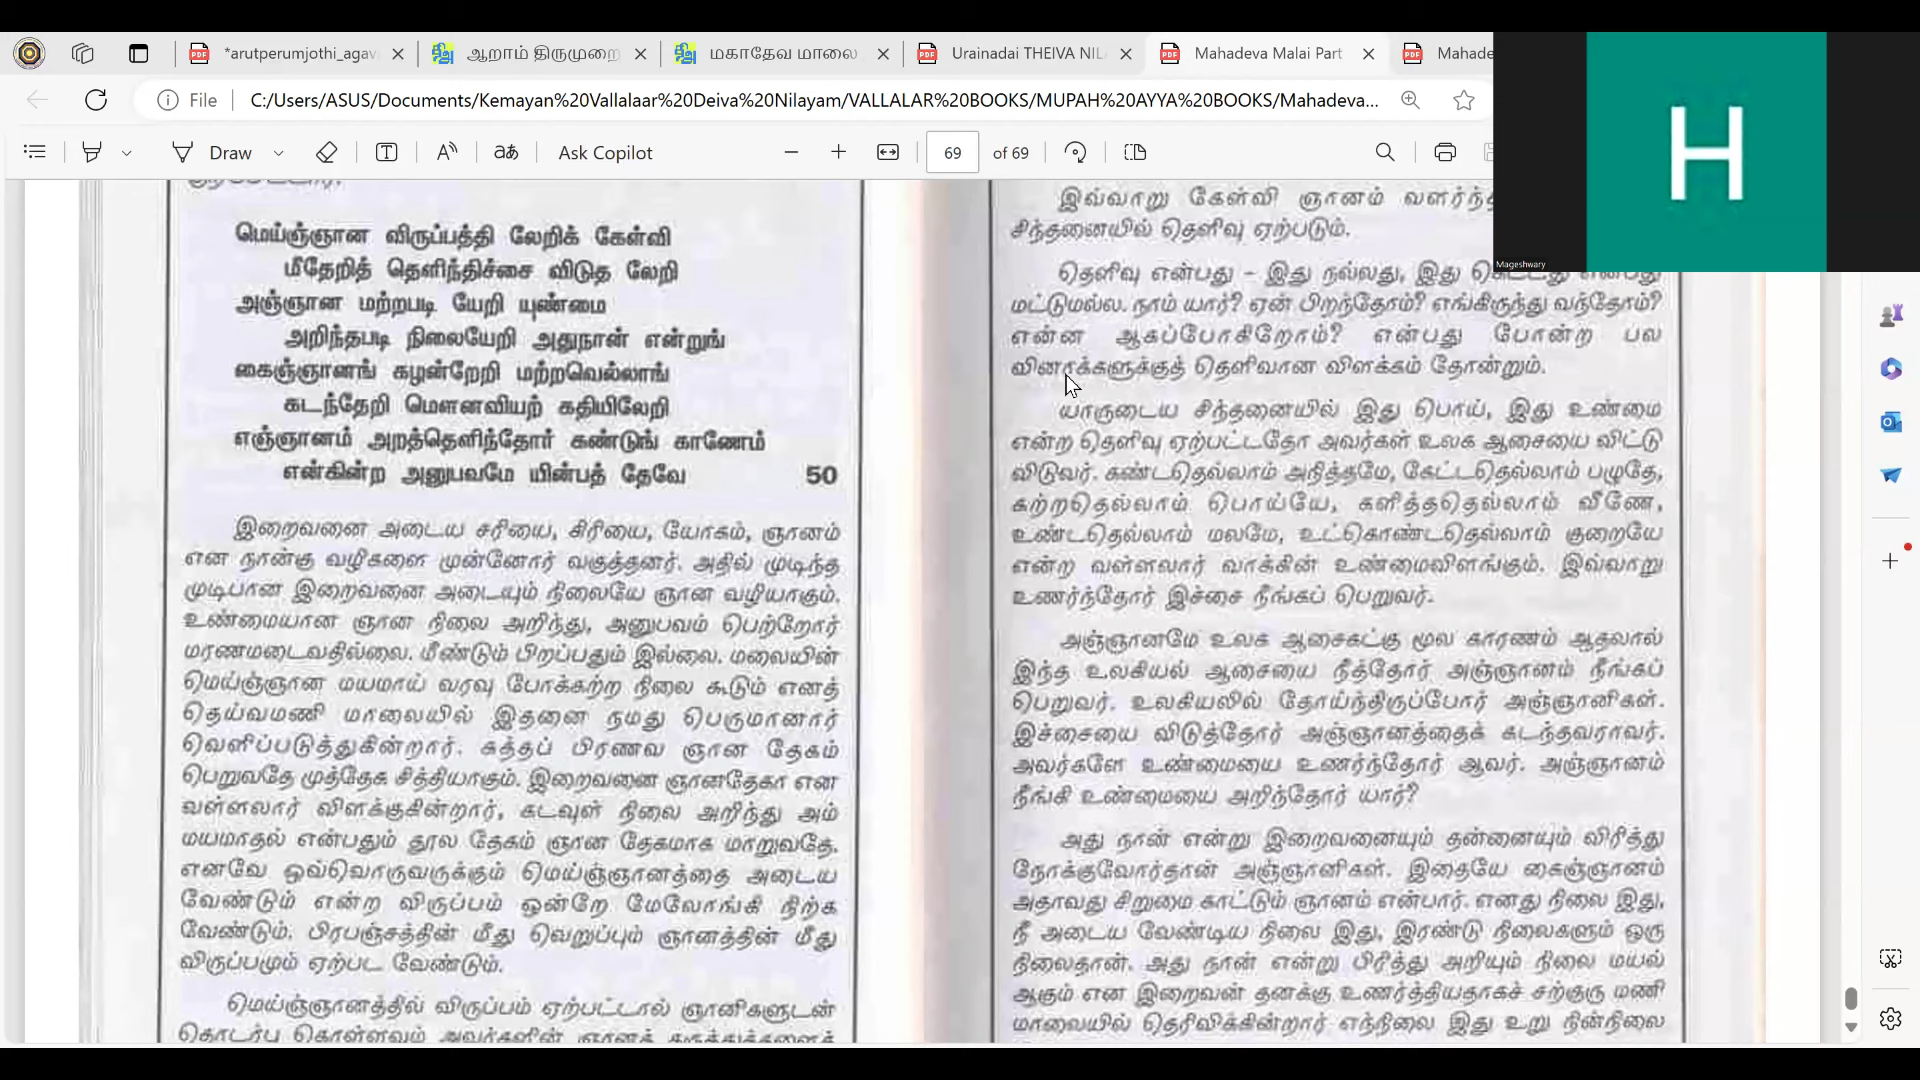 *arutperumjothi_agav
ஆறாம் திருமுறை
மகாதேவ மாலை
Urainadai THEIVA NIL
Mahadeva Malai Part
Mahade
File
C:/Users/ASUS/Documents/Kemayan%20Vallalaar%20Deiva%20Nilayam/VALLALAR%20BOOKS/MUPAH%20AYYA%20BOOKS/Mahadeva...
Draw
Ask Copilot
69 of 69
H
Mageshwary
மெய்ஞ்ஞான விருப்பத்தி லேறிக் கேள்வி
மீதேறித் தெளிந்திச்சை விடுத லேறி
அஞ்ஞான மற்றபடி யேறி யுண்மை
அறிந்தபடி நிலையேறி அதுநான் என்றுங்
கைஞ்ஞானங் கழன்றேறி மற்றவெல்லாங்
கடந்தேறி மௌனவியற் கதியிலேறி
எஞ்ஞானம் அறத்தெளிந்தோர் கண்டுங் காணேம்
என்கின்ற அனுபவமே யின்பத் தேவே 50
இறைவனை அடைய சரியை, கிரியை, யோகம், ஞானம்
என நான்கு வழிகளை முன்னோர் வகுத்தனர். அதில் முடிந்த
முடிபான இறைவனை அடையும் நிலையே ஞான வழியாகும்.
உண்மையான ஞான நிலை அறிந்து, அனுபவம் பெற்றோர்
மரணமடைவதில்லை. மீண்டும் பிறப்பதும் இல்லை. மலையின்
மெய்ஞ்ஞான மயமாய் வரவு போக்கற்ற நிலை கூடும் எனத்
தெய்வமணி மாலையில் இதனை நமது பெருமானார்
வெளிப்படுத்துகின்றார். சுத்தப் பிரணவ ஞான தேகம்
பெறுவதே முத்தேக சித்தியாகும். இறைவனை ஞானதேகா என
வள்ளலார் விளக்குகின்றார், கடவுள் நிலை அறிந்து அம்
மயமாதல் என்பதும் தூல தேகம் ஞான தேகமாக மாறுவதே.
எனவே ஒவ்வொருவருக்கும் மெய்ஞ்ஞானத்தை அடைய
வேண்டும் என்ற விருப்பம் ஒன்றே மேலோங்கி நிற்க
வேண்டும். பிரபஞ்சத்தின் மீது வெறுப்பும் ஞானத்தின் மீது
விருப்பமும் ஏற்பட வேண்டும்.
மெய்ஞ்ஞானத்தில் விருப்பம் ஏற்பட்டால் ஞானிகளுடன்
தொடர்பு கொள்ளவும் அவர்களின் ஞானக் கருத்துக்களைக்
இவ்வாறு கேள்வி ஞானம்
சிந்தனையில் தெளிவு ஏற்படும்.
தெளிவு என்பது - இது நல்லது, இது
மட்டுமல்ல. நாம் யார்? ஏன் பிறந்தோம்? எங்கிருந்து வந்தோம்?
என்ன ஆகப்போகிறோம்? என்பது போன்ற பல
வினாக்களுக்குத் தெளிவான விளக்கம் தோன்றும்.
யாருடைய சிந்தனையில் இது பொய், இது உண்மை
என்ற தெளிவு ஏற்பட்டதோ அவர்கள் உலக ஆசையை விட்டு
விடுவர். கண்டதெல்லாம் அநித்தமே, கேட்டதெல்லாம் பழுதே,
கற்றதெல்லாம் பொய்யே, களித்ததெல்லாம் வீணே,
உண்டதெல்லாம் மலமே, உட்கொண்டதெல்லாம் குறையே
என்ற வள்ளலார் வாக்கின் உண்மைவிளங்கும். இவ்வாறு
உணர்ந்தோர் இச்சை நீங்கப் பெறுவர்.
அஞ்ஞானமே உலக ஆசைகட்கு மூல காரணம் ஆதலால்
இந்த உலகியல் ஆசையை நீத்தோர் அஞ்ஞானம் நீங்கப்
பெறுவர். உலகியலில் தோய்ந்திருப்போர் அஞ்ஞானிகள்.
இச்சையை விடுத்தோர் அஞ்ஞானத்தைக் கடந்தவராவர்.
அவர்களே உண்மையை உணர்ந்தோர் ஆவர். அஞ்ஞானம்
நீங்கி உண்மையை அறிந்தோர் யார்?
அது நான் என்று இறைவனையும் தன்னையும் விரித்து
நோக்குவோர்தான் அஞ்ஞானிகள். இதையே கைஞ்ஞானம்
அதாவது சிறுமை காட்டும் ஞானம் என்பார். எனது நிலை இது,
நீ அடைய வேண்டிய நிலை இது, இரண்டு நிலைகளும் ஒரு
நிலைதான். அது நான் என்று பிரித்து அறியும் நிலை மயல்
ஆகும் என இறைவன் தனக்கு உணர்த்தியதாகச் சற்குரு மணி
மாலையில் தெரிவிக்கின்றார் எந்நிலை இது உறு நின்நிலை